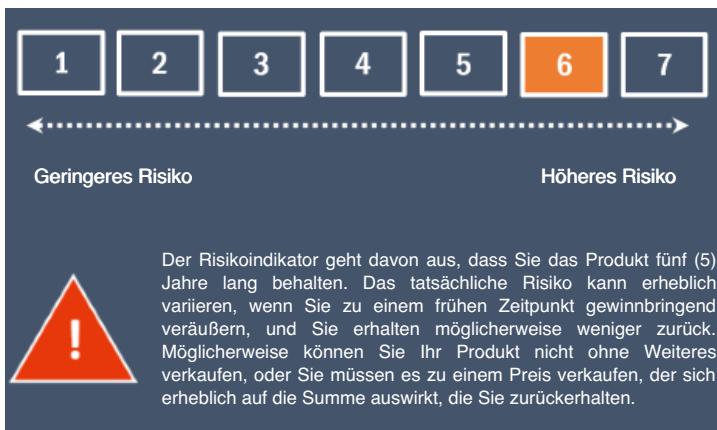 1 2 3 4 5 6 7
Geringeres Risiko Höheres Risiko
Der Risikoindikator geht davon aus, dass Sie das Produkt fünf (5)
Jahre lang behalten. Das tatsächliche Risiko kann erheblich
variieren, wenn Sie zu einem frühen Zeitpunkt gewinnbringend
veräußern, und Sie erhalten möglicherweise weniger zurück.
Möglicherweise können Sie Ihr Produkt nicht ohne Weiteres
verkaufen, oder Sie müssen es zu einem Preis verkaufen, der sich
erheblich auf die Summe auswirkt, die Sie zurückerhalten.
!